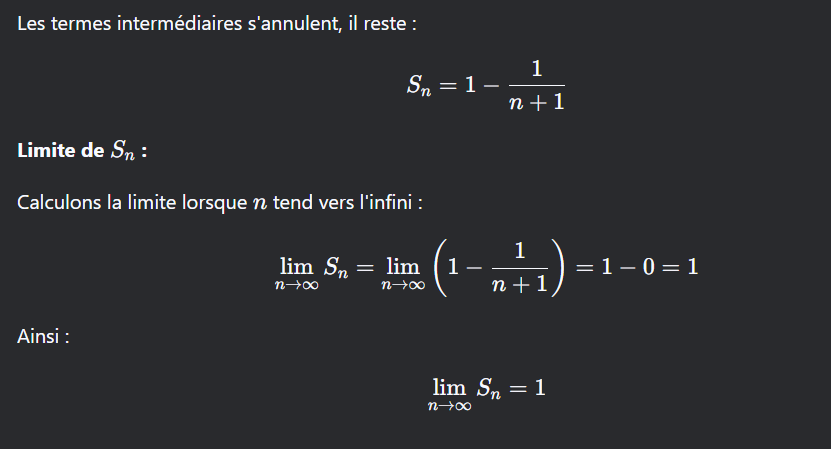 Les termes intermédiaires s'annulent, il reste :
$S_n = 1 - \frac{1}{n+1}$
Limite de $S_n$ :
Calculons la limite lorsque $n$ tend vers l'infini :
$\lim_{n \to \infty} S_n = \lim_{n \to \infty} \left(1 - \frac{1}{n+1}\right) = 1 - 0 = 1$
Ainsi :
$\lim_{n \to \infty} S_n = 1$